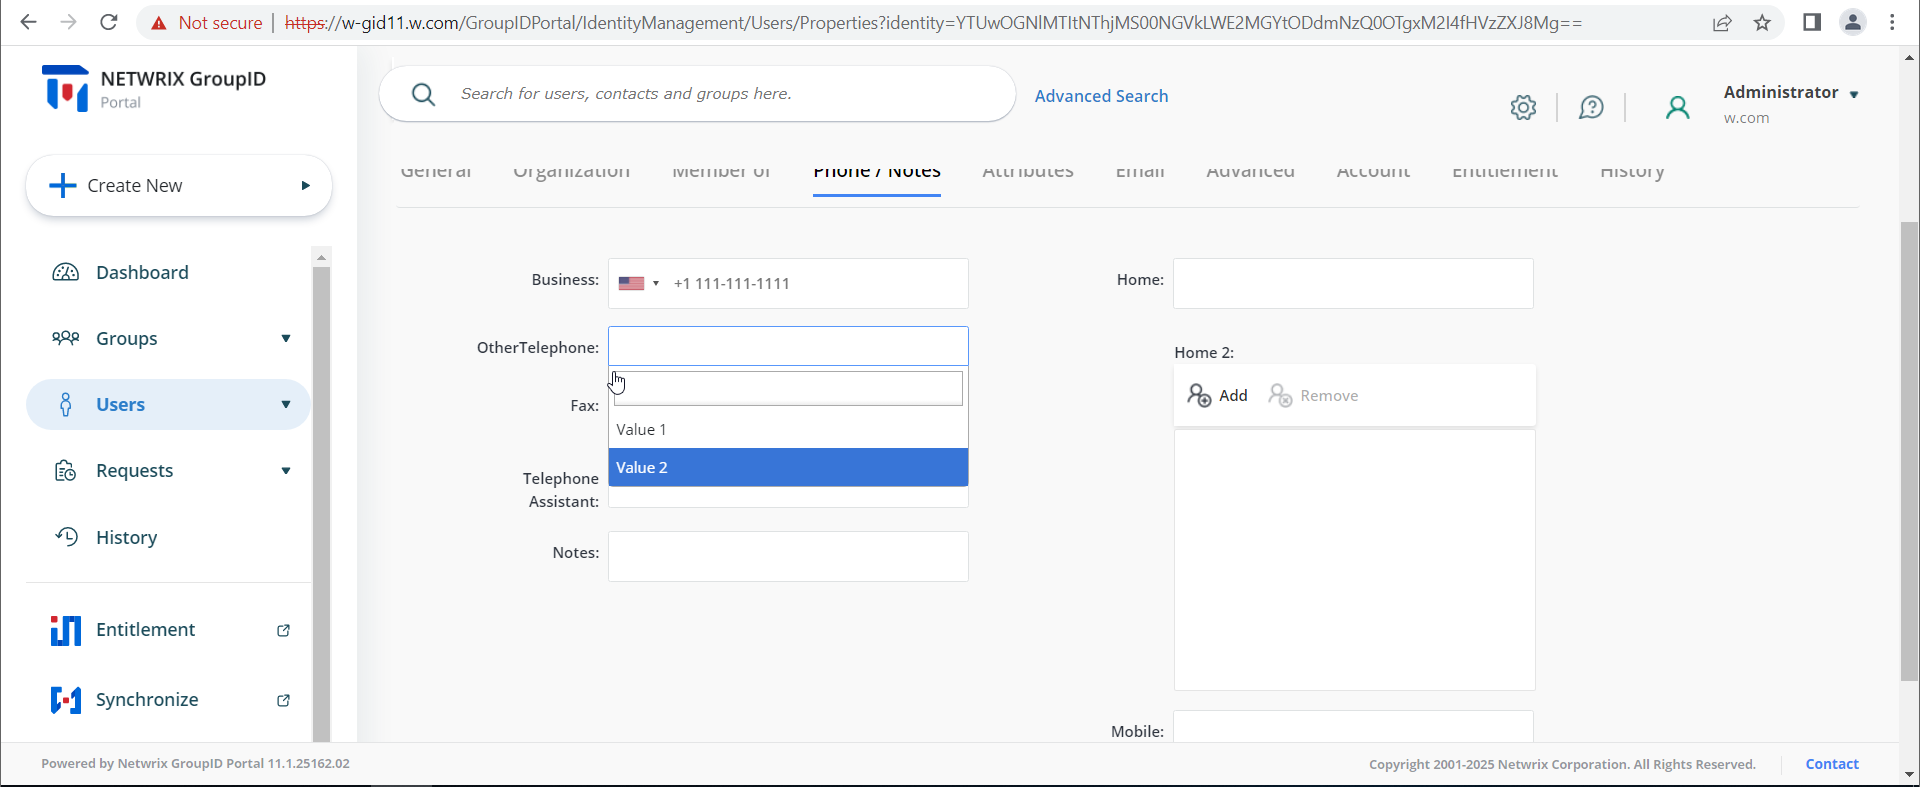 Not secure | https://w-gid11.w.com/GroupIDPortal/IdentityManagement/Users/Properties?identity=YTUwOGNlMTItNThjMS00NGVkLWE2MGYtODdmNzQ0OTgxM2I4fHVzZXJ8Mg==
NETWRIX GroupID
Portal
Search for users, contacts and groups here.
Advanced Search
Administrator
w.com
Create New
General Organization Member of Phone / Notes Attributes Email Advanced Account Entitlement History
Dashboard
Groups
Users
Requests
History
Entitlement
Synchronize
Business:
+1 111-111-1111
OtherTelephone:
Fax:
Value 1
Value 2
Telephone
Assistant:
Notes:
Home:
Home 2:
Add Remove
Mobile:
Powered by Netwrix GroupID Portal 11.1.25162.02
Copyright 2001-2025 Netwrix Corporation. All Rights Reserved.
Contact